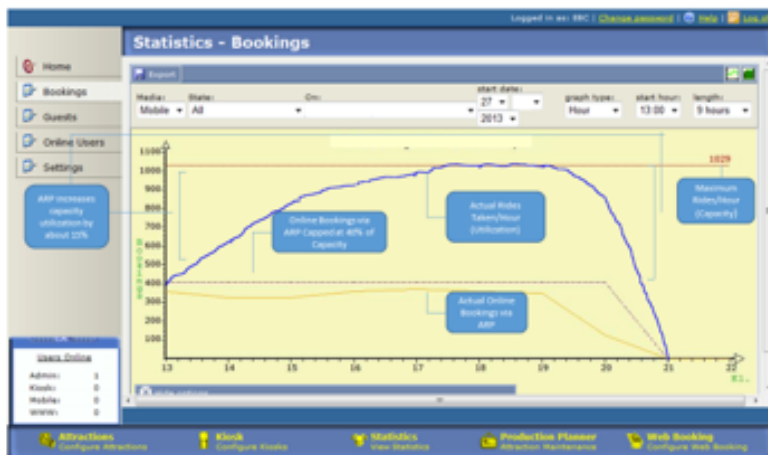 Logged in as: BBC | Change password | Help | Log of
Statistics - Bookings
Home
Bookings
Guests
Online Users
Settings
Export
Media:
State:
On:
start date:
graph type:
start hour:
length:
Mobile
All
27
2013
Hour
13:00
9 hours
1100
1000
900
800
700
600
500
400
300
200
100
1029
ARP increases
capacity
utilization by
about 15%
Online Bookings via
ARP Capped at 40% of
Capacity
Actual Rides
Taken/Hour
(Utilization)
Maximum
Rides/Hour
(Capacity)
Actual Online
Bookings via
ARP
13 14 15 16 17 18 19 20 21 22
Users Online
Admin: 1
Kiosk: 0
Mobile: 0
WWW: 0
Hide options
Attractions
Configure Attractions
Kiosk
Configure Kiosks
Statistics
View Statistics
Production Planner
Attraction Maintenance
Web Booking
Configure Web Booking